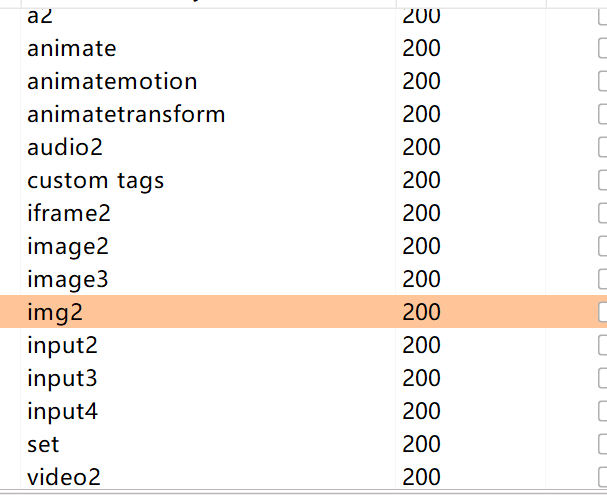 a2 200
animate 200
animatemotion 200
animatetransform 200
audio2 200
custom tags 200
iframe2 200
image2 200
image3 200
img2 200
input2 200
input3 200
input4 200
set 200
video2 200